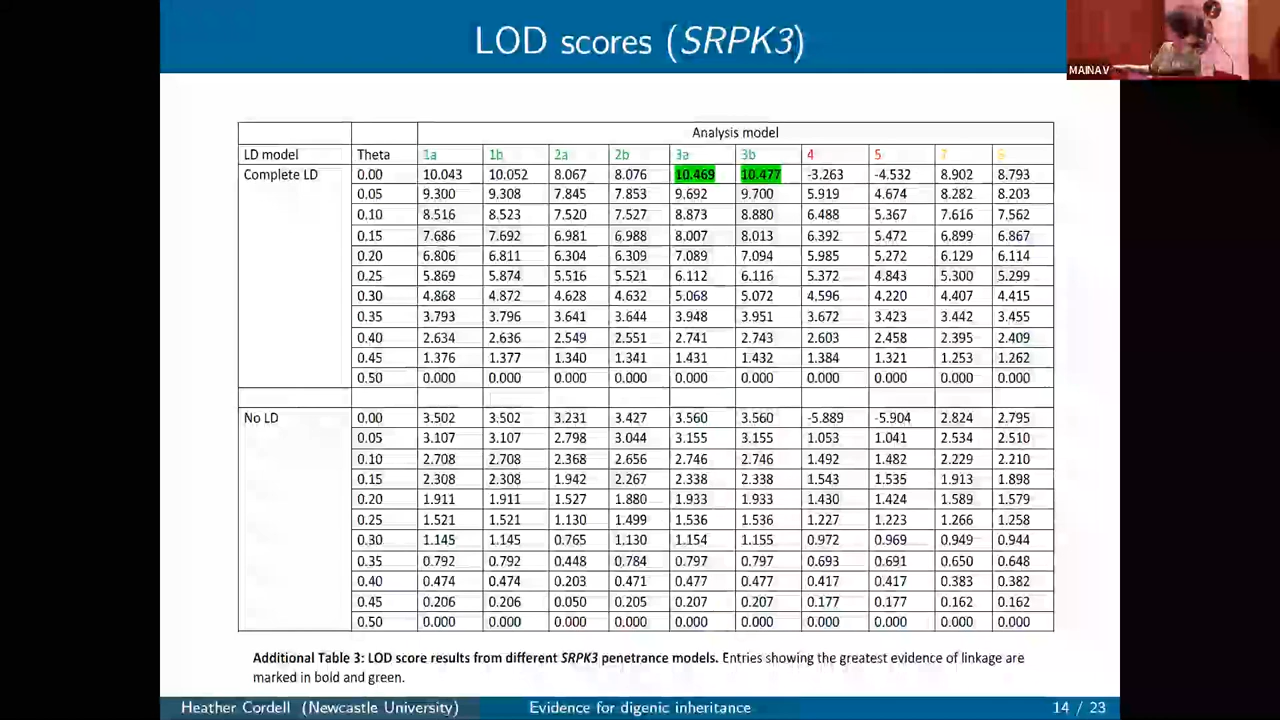 LOD scores (SRPK3)
MAINAV
Analysis model
LD model Theta 1a 1b 2a 2b 3a 3b 4 5 7
Complete LD 0.00 10.043 10.052 8.067 8.076 10.469 10.477 -3.263 -4.532 8.902 8.793
0.05 9.300 9.308 7.845 7.853 9.692 9.700 5.919 4.674 8.282 8.203
0.10 8.516 8.523 7.520 7.527 8.873 8.880 6.488 5.367 7.616 7.562
0.15 7.686 7.692 6.981 6.988 8.007 8.013 6.392 5.472 6.899 6.867
0.20 6.806 6.811 6.304 6.309 7.089 7.094 5.985 5.272 6.129 6.114
0.25 5.869 5.874 5.516 5.521 6.112 6.116 5.372 4.843 5.300 5.299
0.30 4.868 4.872 4.628 4.632 5.068 5.072 4.596 4.220 4.407 4.415
0.35 3.793 3.796 3.641 3.644 3.948 3.951 3.672 3.423 3.442 3.455
0.40 2.634 2.636 2.549 2.551 2.741 2.743 2.603 2.458 2.395 2.409
0.45 1.376 1.377 1.340 1.341 1.431 1.432 1.384 1.321 1.253 1.262
0.50 0.000 0.000 0.000 0.000 0.000 0.000 0.000 0.000 0.000 0.000
No LD 0.00 3.502 3.502 3.231 3.427 3.560 3.560 -5.889 -5.904 2.824 2.795
0.05 3.107 3.107 2.798 3.044 3.155 3.155 1.053 1.041 2.534 2.510
0.10 2.708 2.708 2.368 2.656 2.746 2.746 1.492 1.482 2.229 2.210
0.15 2.308 2.308 1.942 2.267 2.338 2.338 1.543 1.535 1.913 1.898
0.20 1.911 1.911 1.527 1.880 1.933 1.933 1.430 1.424 1.589 1.579
0.25 1.521 1.521 1.130 1.499 1.536 1.536 1.227 1.223 1.266 1.258
0.30 1.145 1.145 0.765 1.130 1.154 1.155 0.972 0.969 0.949 0.944
0.35 0.792 0.792 0.448 0.784 0.797 0.797 0.693 0.691 0.650 0.648
0.40 0.474 0.474 0.203 0.471 0.477 0.477 0.417 0.417 0.383 0.382
0.45 0.206 0.206 0.050 0.205 0.207 0.207 0.177 0.177 0.162 0.162
0.50 0.000 0.000 0.000 0.000 0.000 0.000 0.000 0.000 0.000 0.000
Additional Table 3: LOD score results from different SRPK3 penetrance models. Entries showing the greatest evidence of linkage are
marked in bold and green.
Heather Cordell (Newcastle University) Evidence for digenic inheritance 14 / 23